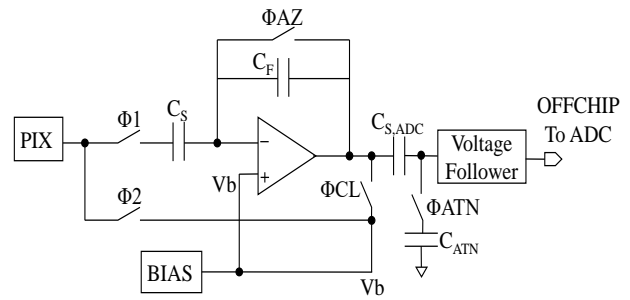 ΦAZ
C_F
C_S
Φ1
PIX
C_S,ADC
OFFCHIP
To ADC
Voltage
Follower
−
+
Vb
Φ2
ΦCL
ΦATN
C_ATN
BIAS
Vb